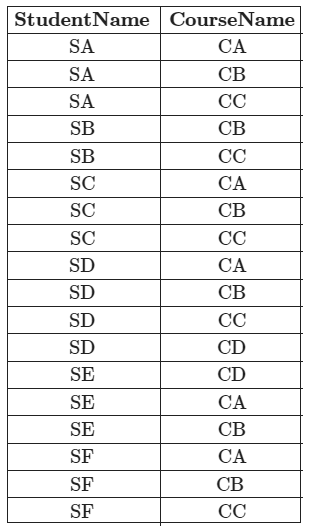 StudentName CourseName
SA CA
SA CB
SA CC
SB CB
SB CC
SC CA
SC CB
SC CC
SD CA
SD CB
SD CC
SD CD
SE CD
SE CA
SE CB
SF CA
SF CB
SF CC